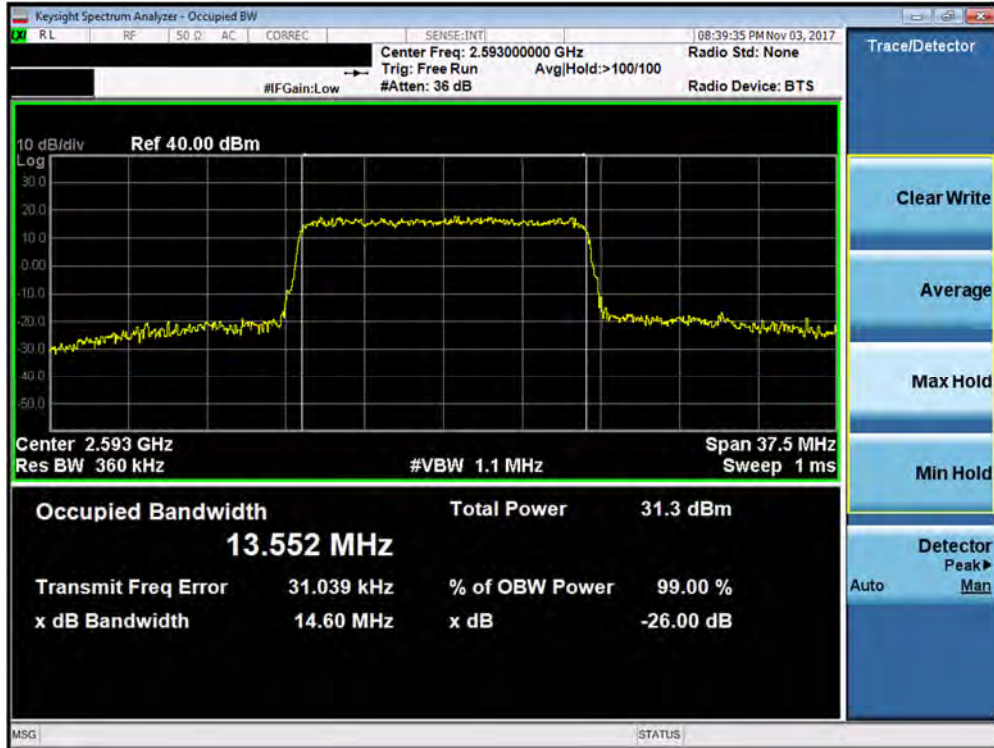 Keysight Spectrum Analyzer - Occupied BW
LXI RL RF 50 Ω AC CORREC SENSE:INT 08:39:35 PM Nov 03, 2017
Center Freq: 2.593000000 GHz Radio Std: None
Trig: Free Run Avg|Hold:>100/100
#IFGain:Low #Atten: 36 dB Radio Device: BTS
10 dB/div Ref 40.00 dBm
Log
30.0
20.0
10.0
0.00
-10.0
-20.0
-30.0
-40.0
-50.0
Center 2.593 GHz Span 37.5 MHz
Res BW 360 kHz #VBW 1.1 MHz Sweep 1 ms
Occupied Bandwidth Total Power 31.3 dBm
13.552 MHz
Transmit Freq Error 31.039 kHz % of OBW Power 99.00 %
x dB Bandwidth 14.60 MHz x dB -26.00 dB
MSG STATUS
Trace/Detector
Clear Write
Average
Max Hold
Min Hold
Detector
Peak▶
Auto Man